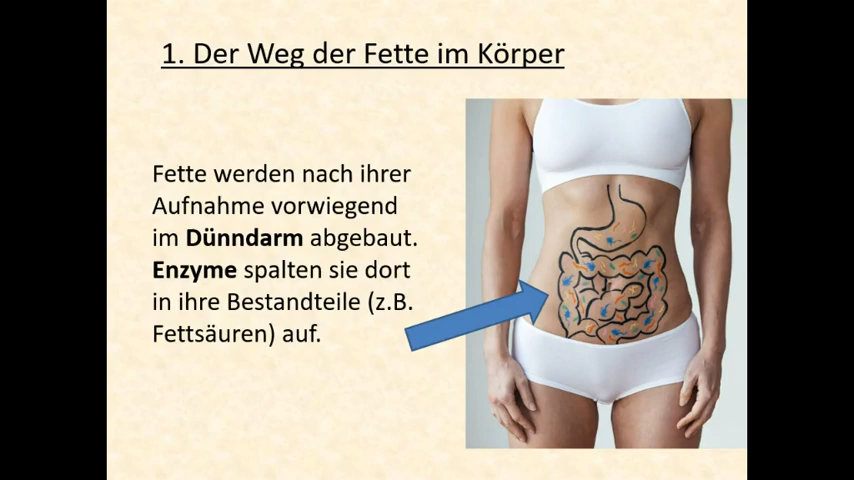 1. Der Weg der Fette im Körper
Fette werden nach ihrer
Aufnahme vorwiegend
im Dünndarm abgebaut.
Enzyme spalten sie dort
in ihre Bestandteile (z.B.
Fettsäuren) auf.